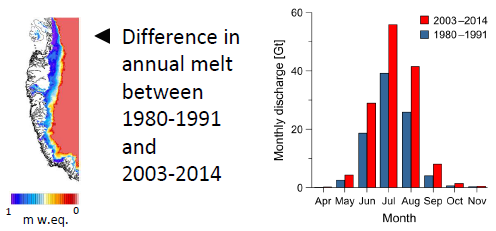 Difference in
annual melt
between
1980-1991
and
2003-2014
1 0
m w.eq.
60
40
20
0
Monthly discharge [Gt]
2003–2014
1980–1991
Apr May Jun Jul Aug Sep Oct Nov
Month